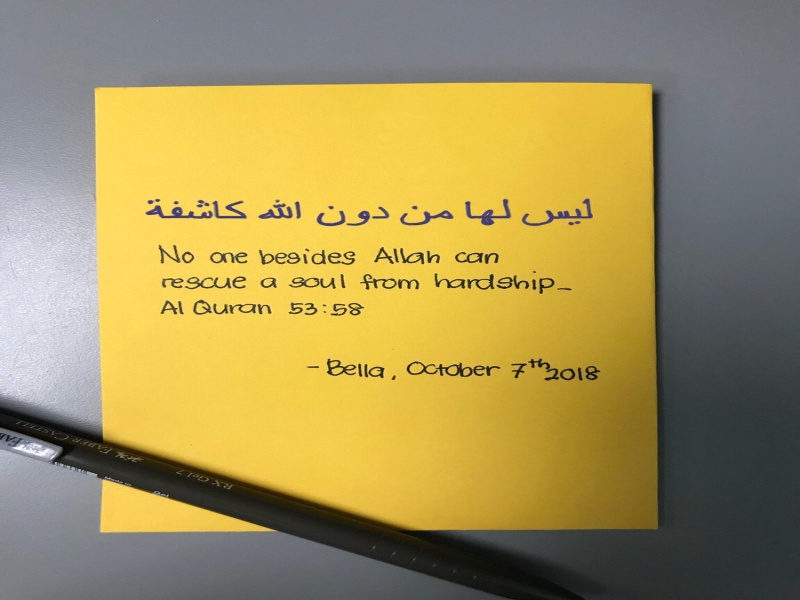 ليس لها من دون الله كاشفة
No one besides Allah can
rescue a soul from hardship_
Al Quran 53:58
- Bella, October 7th 2018
FABER-CASTELL
RX Gel 7